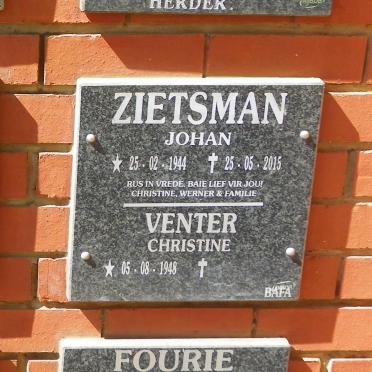 HERDER.
ZIETSMAN
JOHAN
25 - 02 - 1944 25 - 05 - 2015
RUS IN VREDE. BAIE LIEF VIR JOU!
CHRISTINE, WERNER & FAMILIE
VENTER
CHRISTINE
05 - 08 - 1948
BAFA
FOURIE